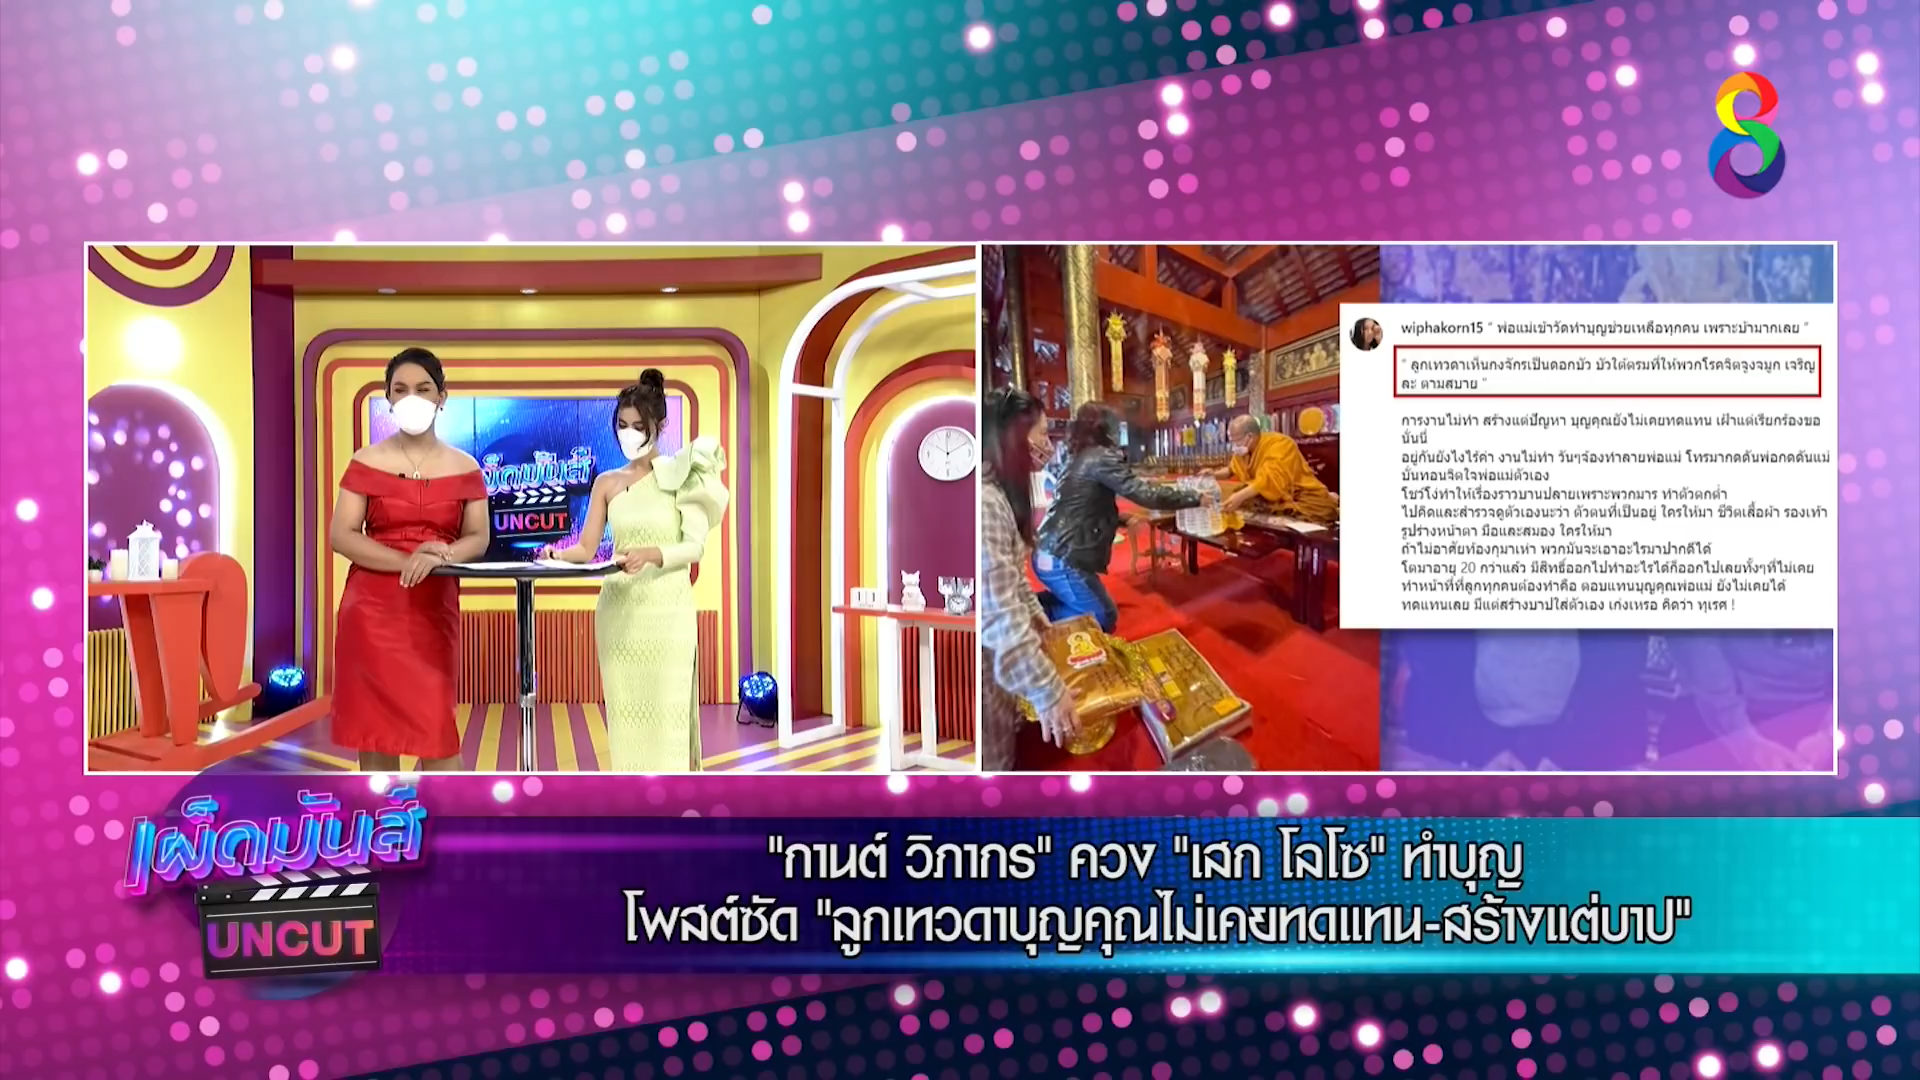 8
wiphakorn15 " พ่อแม่เข้าวัดทำบุญช่วยเหลือทุกคน เพราะบ้ามากเลย "
" ลูกเทวดาเห็นกงจักรเป็นดอกบัว บัวใต้ตรมที่ให้พวกโรคจิตจูงจมูก เจริญ
ละ ตามสบาย "
การงานไม่ทำ สร้างแต่ปัญหา บุญคุณยังไม่เคยทดแทน เฝ้าแต่เรียกร้องขอ
นั่นนี่
อยู่กันยังไงไร้ค่า งานไม่ทำ วันๆจ้องทำลายพ่อแม่ โทรมากดดันพ่อกดดันแม่
บั่นทอนจิตใจพ่อแม่ตัวเอง
โชว์โง่ทำให้เรื่องราวบานปลายเพราะพวกมาร ทำตัวตกต่ำ
ไปคิดและสำรวจดูตัวเองนะว่า ตัวตนที่เป็นอยู่ ใครให้มา ชีวิตเสื้อผ้า รองเท้า
รูปร่างหน้าตา มือและสมอง ใครให้มา
ถ้าไม่อาศัยท้องกุมาเห่า พวกมันจะเอาอะไรมาปากดีได้
โตมาอายุ 20 กว่าแล้ว มีสิทธิ์ออกไปทำอะไรได้ก็ออกไปเลยทั้งๆที่ไม่เคย
ทำหน้าที่ที่ลูกทุกคนต้องทำคือ ตอบแทนบุญคุณพ่อแม่ ยังไม่เคยได้
ทดแทนเลย มีแต่สร้างบาปใส่ตัวเอง เก่งเหรอ คิดว่า ทุเรศ !
เผ็ดมันส์
UNCUT
เผ็ดมันส์
UNCUT
"กานต์ วิภากร" ควง "เสก โลโซ" ทำบุญ
โพสต์ซัด "ลูกเทวดาบุญคุณไม่เคยทดแทน-สร้างแต่บาป"